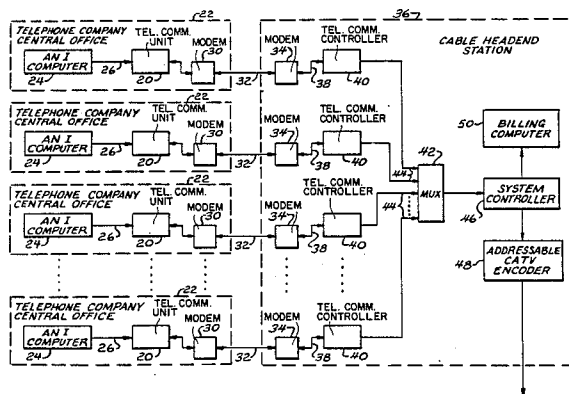 22
TELEPHONE COMPANY
CENTRAL OFFICE
TEL. COMM.
UNIT
MODEM
30
AN I
COMPUTER
24
26
20
32
36
CABLE HEADEND
STATION
MODEM
34
38
TEL. COMM.
CONTROLLER
40
22
TELEPHONE COMPANY
CENTRAL OFFICE
TEL. COMM.
UNIT
MODEM
30
AN I
COMPUTER
24
26
20
32
MODEM
34
38
TEL. COMM.
CONTROLLER
40
22
TELEPHONE COMPANY
CENTRAL OFFICE
TEL. COMM.
UNIT
MODEM
30
AN I
COMPUTER
24
26
20
32
MODEM
34
38
TEL. COMM.
CONTROLLER
40
22
TELEPHONE COMPANY
CENTRAL OFFICE
TEL. COMM.
UNIT
MODEM
30
AN I
COMPUTER
24
26
20
32
MODEM
34
38
TEL. COMM.
CONTROLLER
40
44
44
42
MUX
50
BILLING
COMPUTER
SYSTEM
CONTROLLER
46
48
ADDRESSABLE
CATV
ENCODER